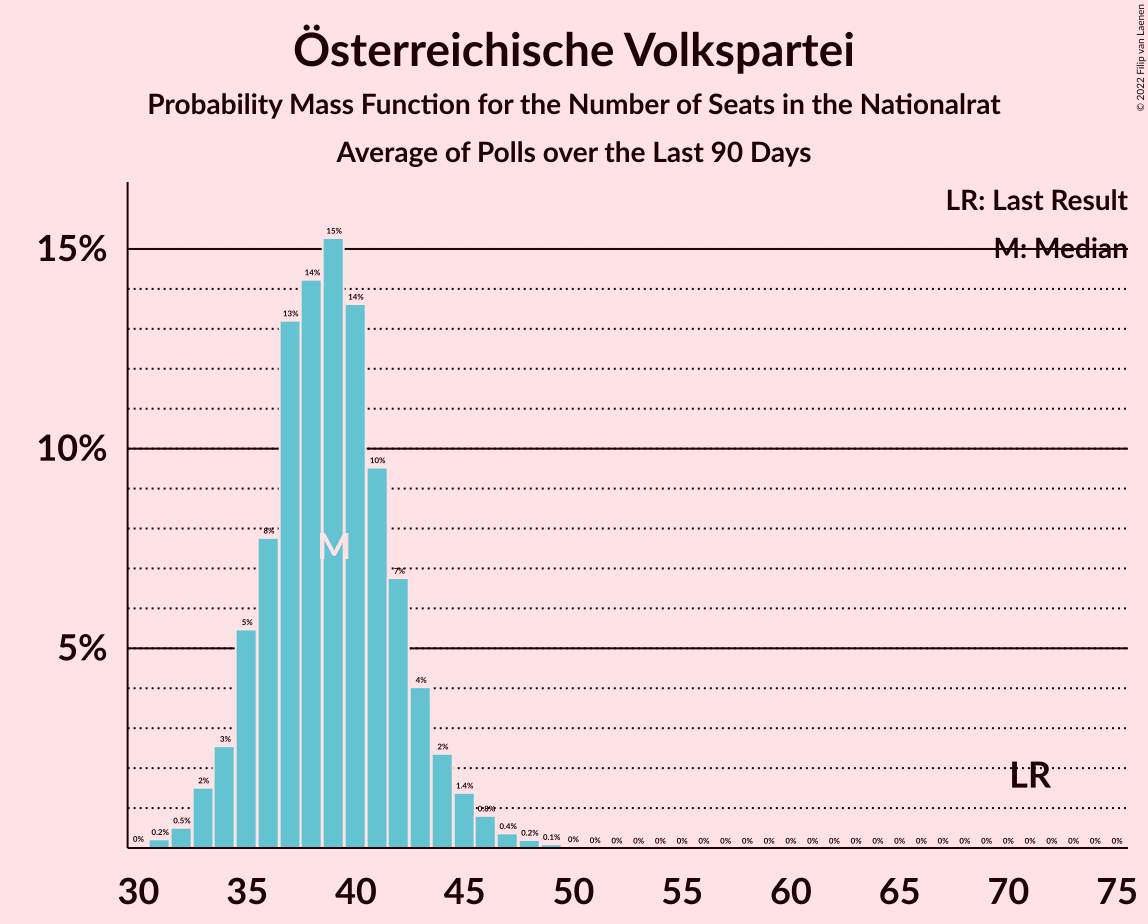 Österreichische Volkspartei
Probability Mass Function for the Number of Seats in the Nationalrat
Average of Polls over the Last 90 Days
© 2022 Filip van Laenen
LR: Last Result
M: Median
15%
10%
5%
0% 0.2% 0.5% 2% 3% 5% 8% 13% 14% 15% 14% 10% 7% 4% 2% 1.4% 0.8% 0.4% 0.2% 0.1% 0% 0% 0% 0% 0% 0% 0% 0% 0% 0% 0% 0% 0% 0% 0% 0% 0% 0% 0% 0% 0% 0% 0% 0% 0% 0%
M
LR
30 35 40 45 50 55 60 65 70 75